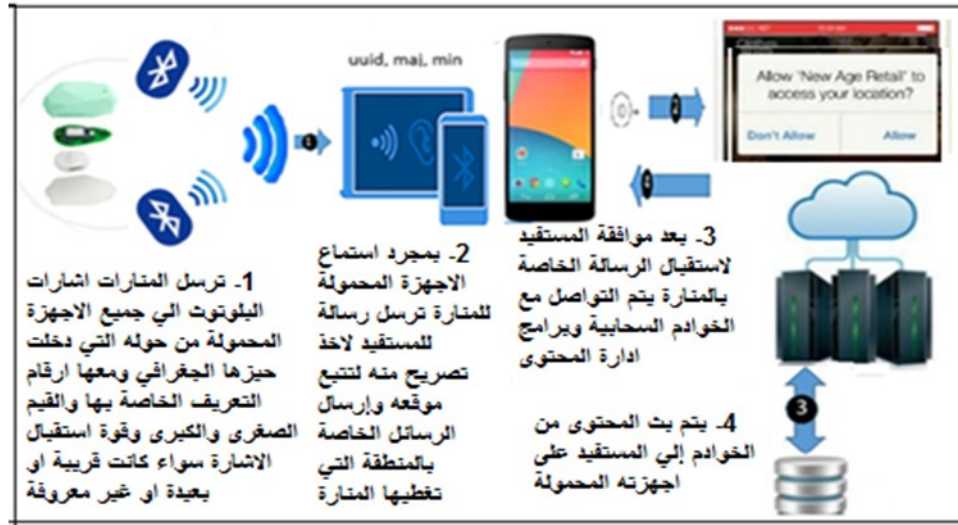 uuid, maj, min
Allow 'New Age Retail' to
access your location?
Don't Allow
Allow
1- ترسل المنارات اشارات
البلوتوث الي جميع الاجهزة
المحمولة من حوله التي دخلت
حيزها الجغرافي ومعها ارقام
التعريف الخاصة بها والقيم
الصغرى والكبرى وقوة استقبال
الاشارة سواء كانت قريبة او
بعيدة او غير معروفة
2- بمجرد استماع
الاجهزة المحمولة
للمنارة ترسل رسالة
للمستفيد لاخذ
تصريح منه لتتبع
موقعه وإرسال
الرسائل الخاصة
بالمنطقة التي
تغطيها المنارة
3- بعد موافقة المستفيد
لاستقبال الرسالة الخاصة
بالمنارة يتم التواصل مع
الخوادم السحابية وبرامج
ادارة المحتوى
4- يتم بث المحتوى من
الخوادم إلي المستفيد على
اجهزته المحمولة
3